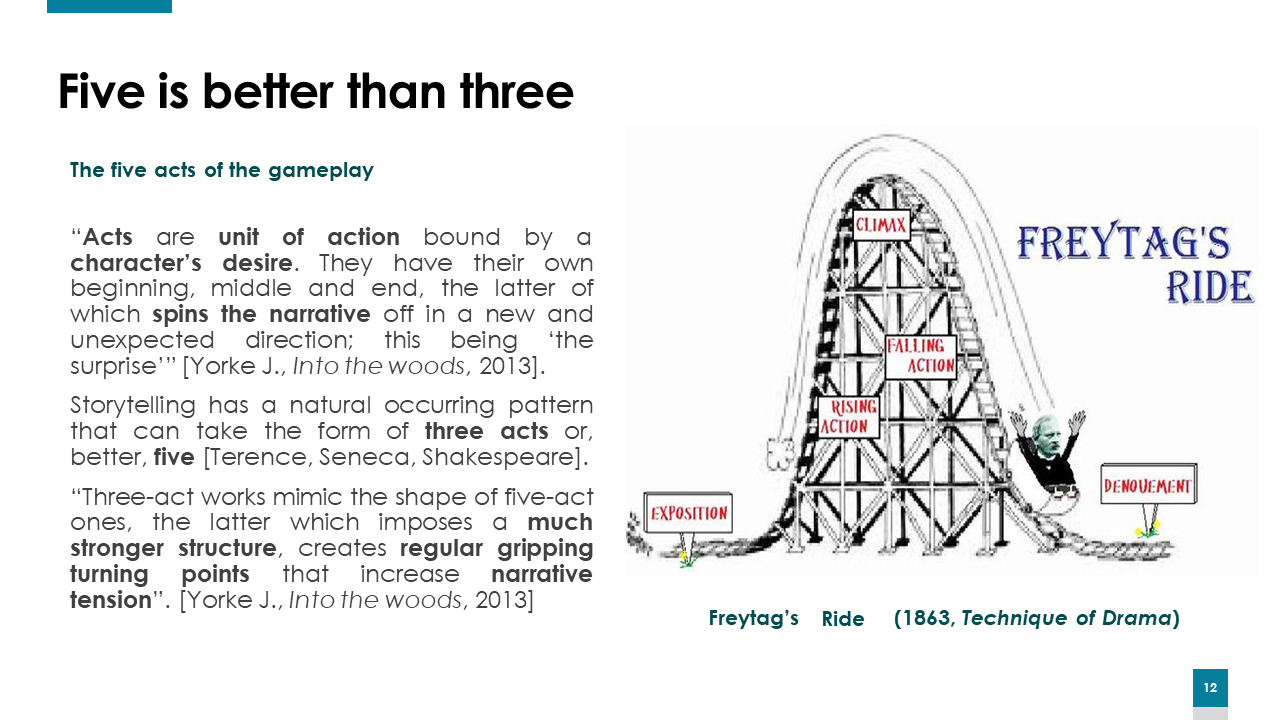 Five is better than three
The five acts of the gameplay
“Acts are unit of action bound by a
character’s desire. They have their own
beginning, middle and end, the latter of
which spins the narrative off in a new and
unexpected direction; this being ‘the
surprise’” [Yorke J., Into the woods, 2013].
Storytelling has a natural occurring pattern
that can take the form of three acts or,
better, five [Terence, Seneca, Shakespeare].
“Three-act works mimic the shape of five-act
ones, the latter which imposes a much
stronger structure, creates regular gripping
turning points that increase narrative
tension”. [Yorke J., Into the woods, 2013]
FREYTAG'S
RIDE
CLIMAX
FALLING
ACTION
RISING
ACTION
EXPOSITION
DENOUEMENT
Freytag’s Ride (1863, Technique of Drama)
12